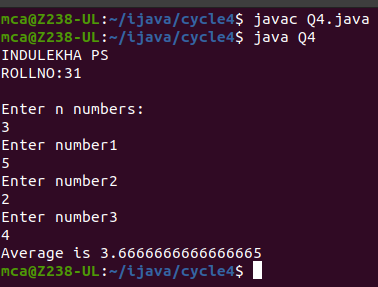 mca@Z238-UL:~/ijava/cycle4$ javac Q4.java
mca@Z238-UL:~/ijava/cycle4$ java Q4
INDULEKHA PS
ROLLNO:31
Enter n numbers:
3
Enter number1
5
Enter number2
2
Enter number3
4
Average is 3.6666666666666665
mca@Z238-UL:~/ijava/cycle4$